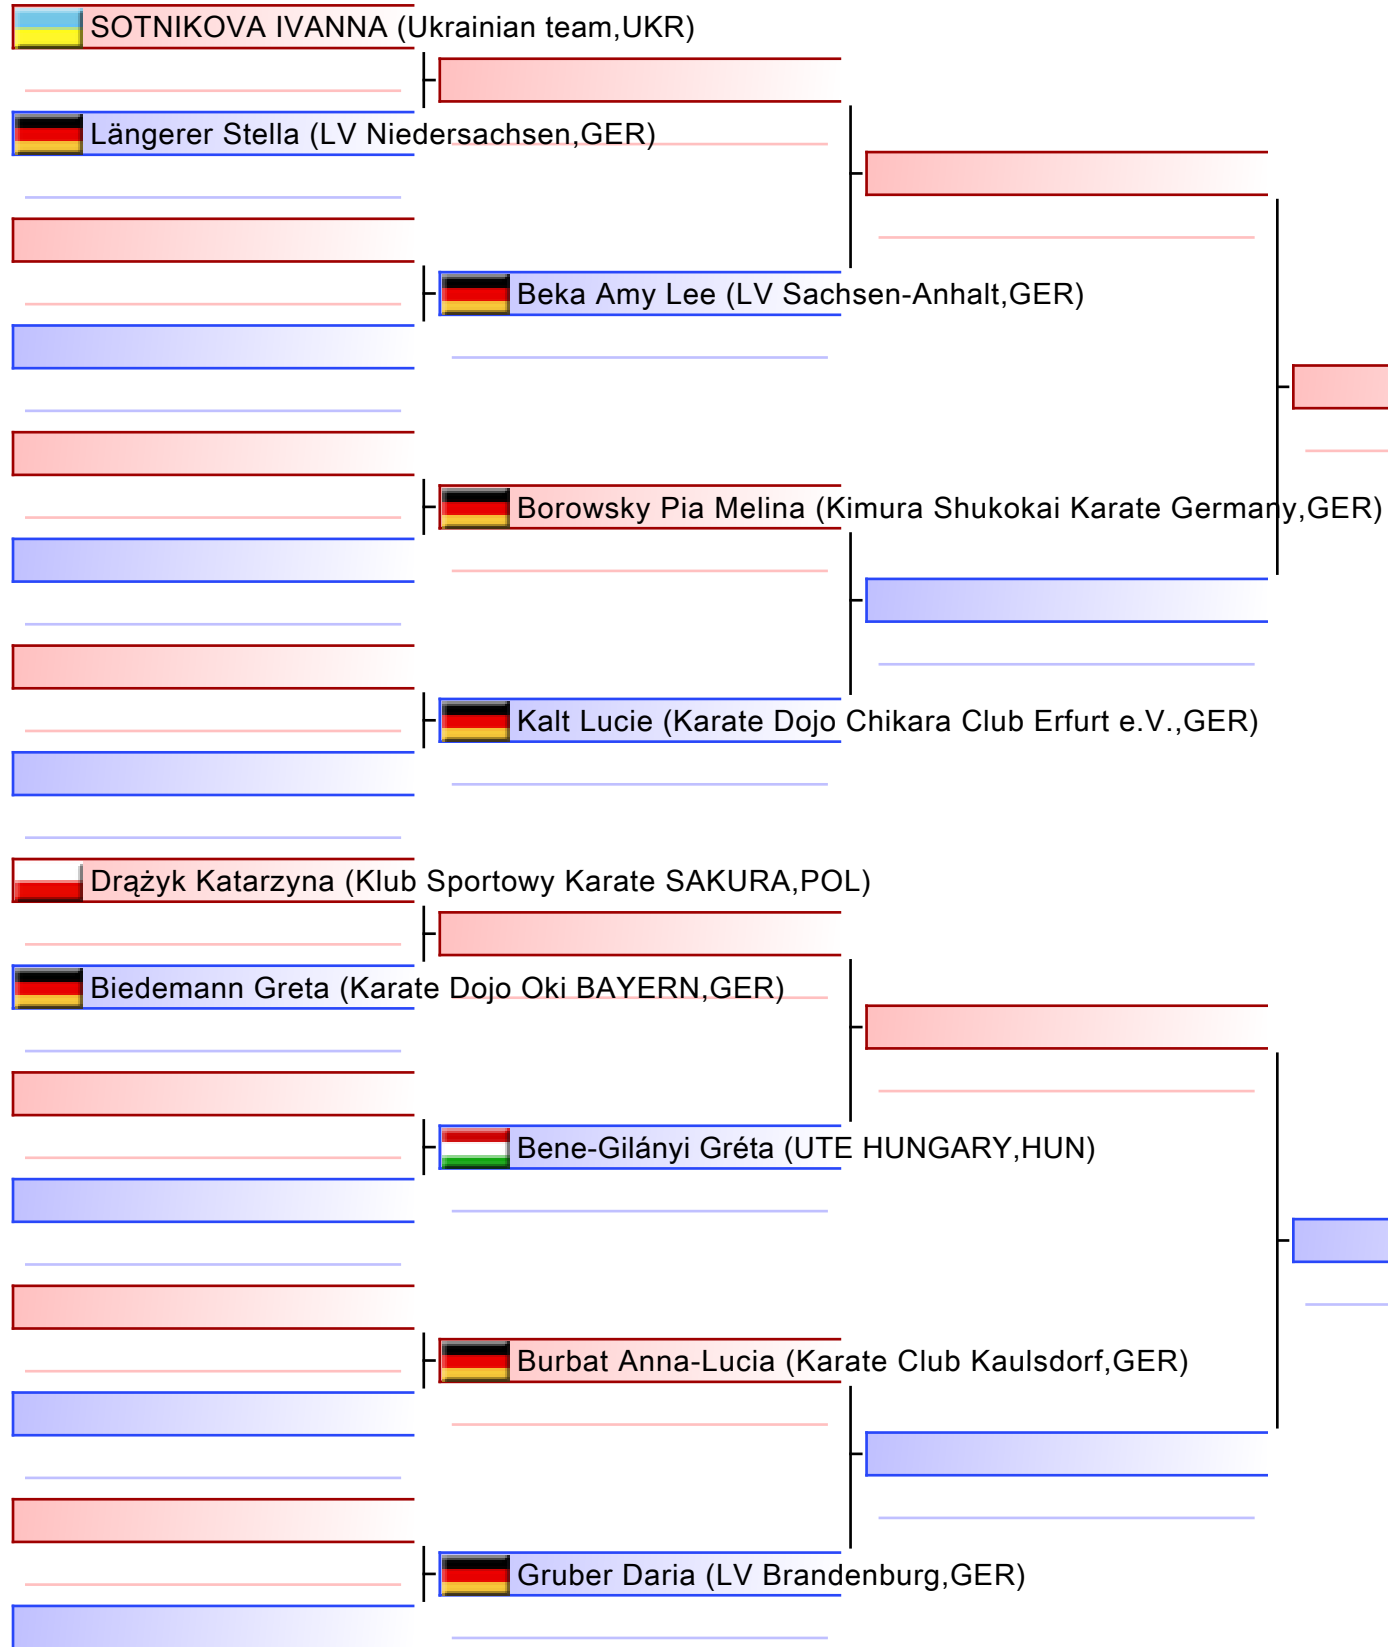 SOTNIKOVA IVANNA (Ukrainian team,UKR)
Längerer Stella (LV Niedersachsen,GER)
Beka Amy Lee (LV Sachsen-Anhalt,GER)
Borowsky Pia Melina (Kimura Shukokai Karate Germany,GER)
Kalt Lucie (Karate Dojo Chikara Club Erfurt e.V.,GER)
Drążyk Katarzyna (Klub Sportowy Karate SAKURA,POL)
Biedemann Greta (Karate Dojo Oki BAYERN,GER)
Bene-Gilányi Gréta (UTE HUNGARY,HUN)
Burbat Anna-Lucia (Karate Club Kaulsdorf,GER)
Gruber Daria (LV Brandenburg,GER)